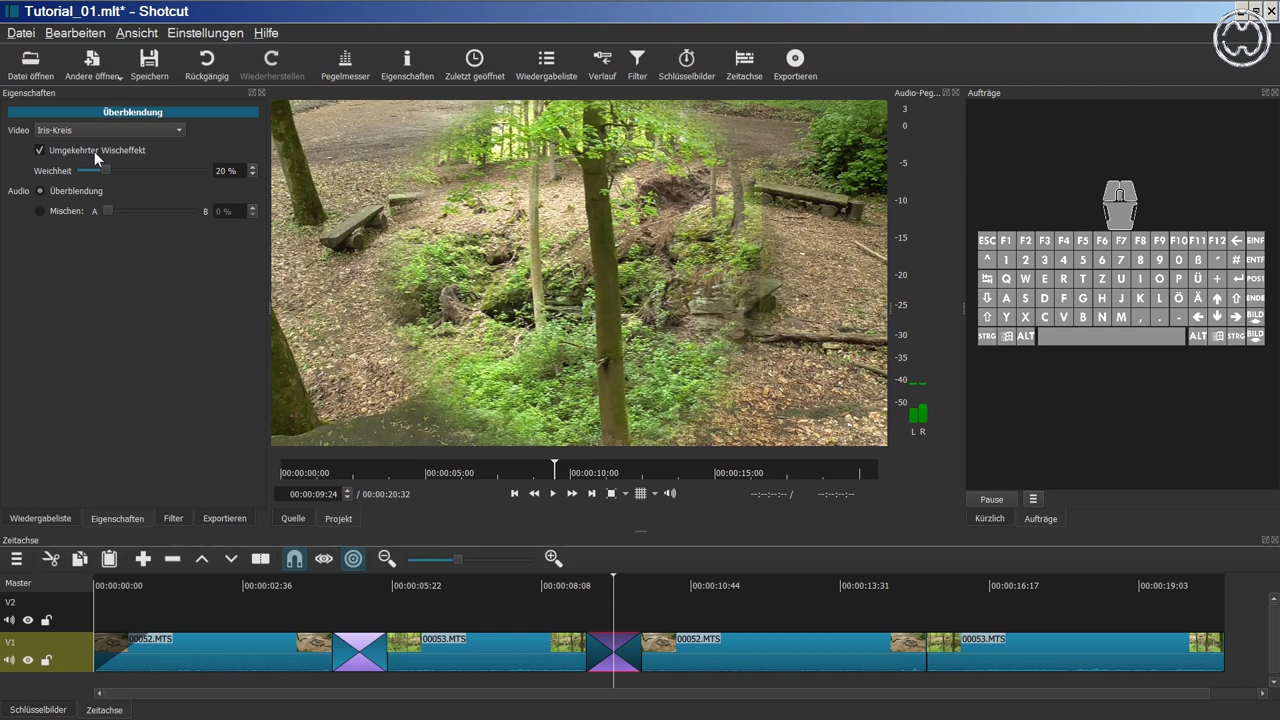 Tutorial_01.mlt* - Shotcut
Datei Bearbeiten Ansicht Einstellungen Hilfe
Datei öffnen Andere öffnen Speichern Rückgängig Wiederherstellen Pegelmesser Eigenschaften Zuletzt geöffnet Wiedergabeliste Verlauf Filter Schlüsselbilder Zeitachse Exportieren
Eigenschaften Audio-Peg... Aufträge
Überblendung
Video Iris-Kreis
Umgekehrter Wischeffekt
Weichheit 20 %
Audio Überblendung
Mischen: A B 0 %
3
0
-5
-10
-15
-20
-25
-30
-35
-40
-50
L R
ESC F1 F2 F3 F4 F5 F6 F7 F8 F9 F10 F11 F12 ← EINF
^ 1 2 3 4 5 6 7 8 9 0 ß ´ # ENTF
Q W E R T Z U I O P Ü + POS1
A S D F G H J K L Ö Ä ENDE
Y X C V B N M , . - BILD
STRG ALT ALT STRG BILD
00:00:00:00 00:00:05:00 00:00:10:00 00:00:15:00
00:00:09:24 / 00:00:20:32 --:--:--:-- / --:--:--:--
Pause
Wiedergabeliste Eigenschaften Filter Exportieren Quelle Projekt Kürzlich Aufträge
Zeitachse
Master 00:00:00:00 00:00:02:36 00:00:05:22 00:00:08:08 00:00:10:44 00:00:13:31 00:00:16:17 00:00:19:03
V2
V1 00052.MTS 00053.MTS 00052.MTS 00053.MTS
Schlüsselbilder Zeitachse